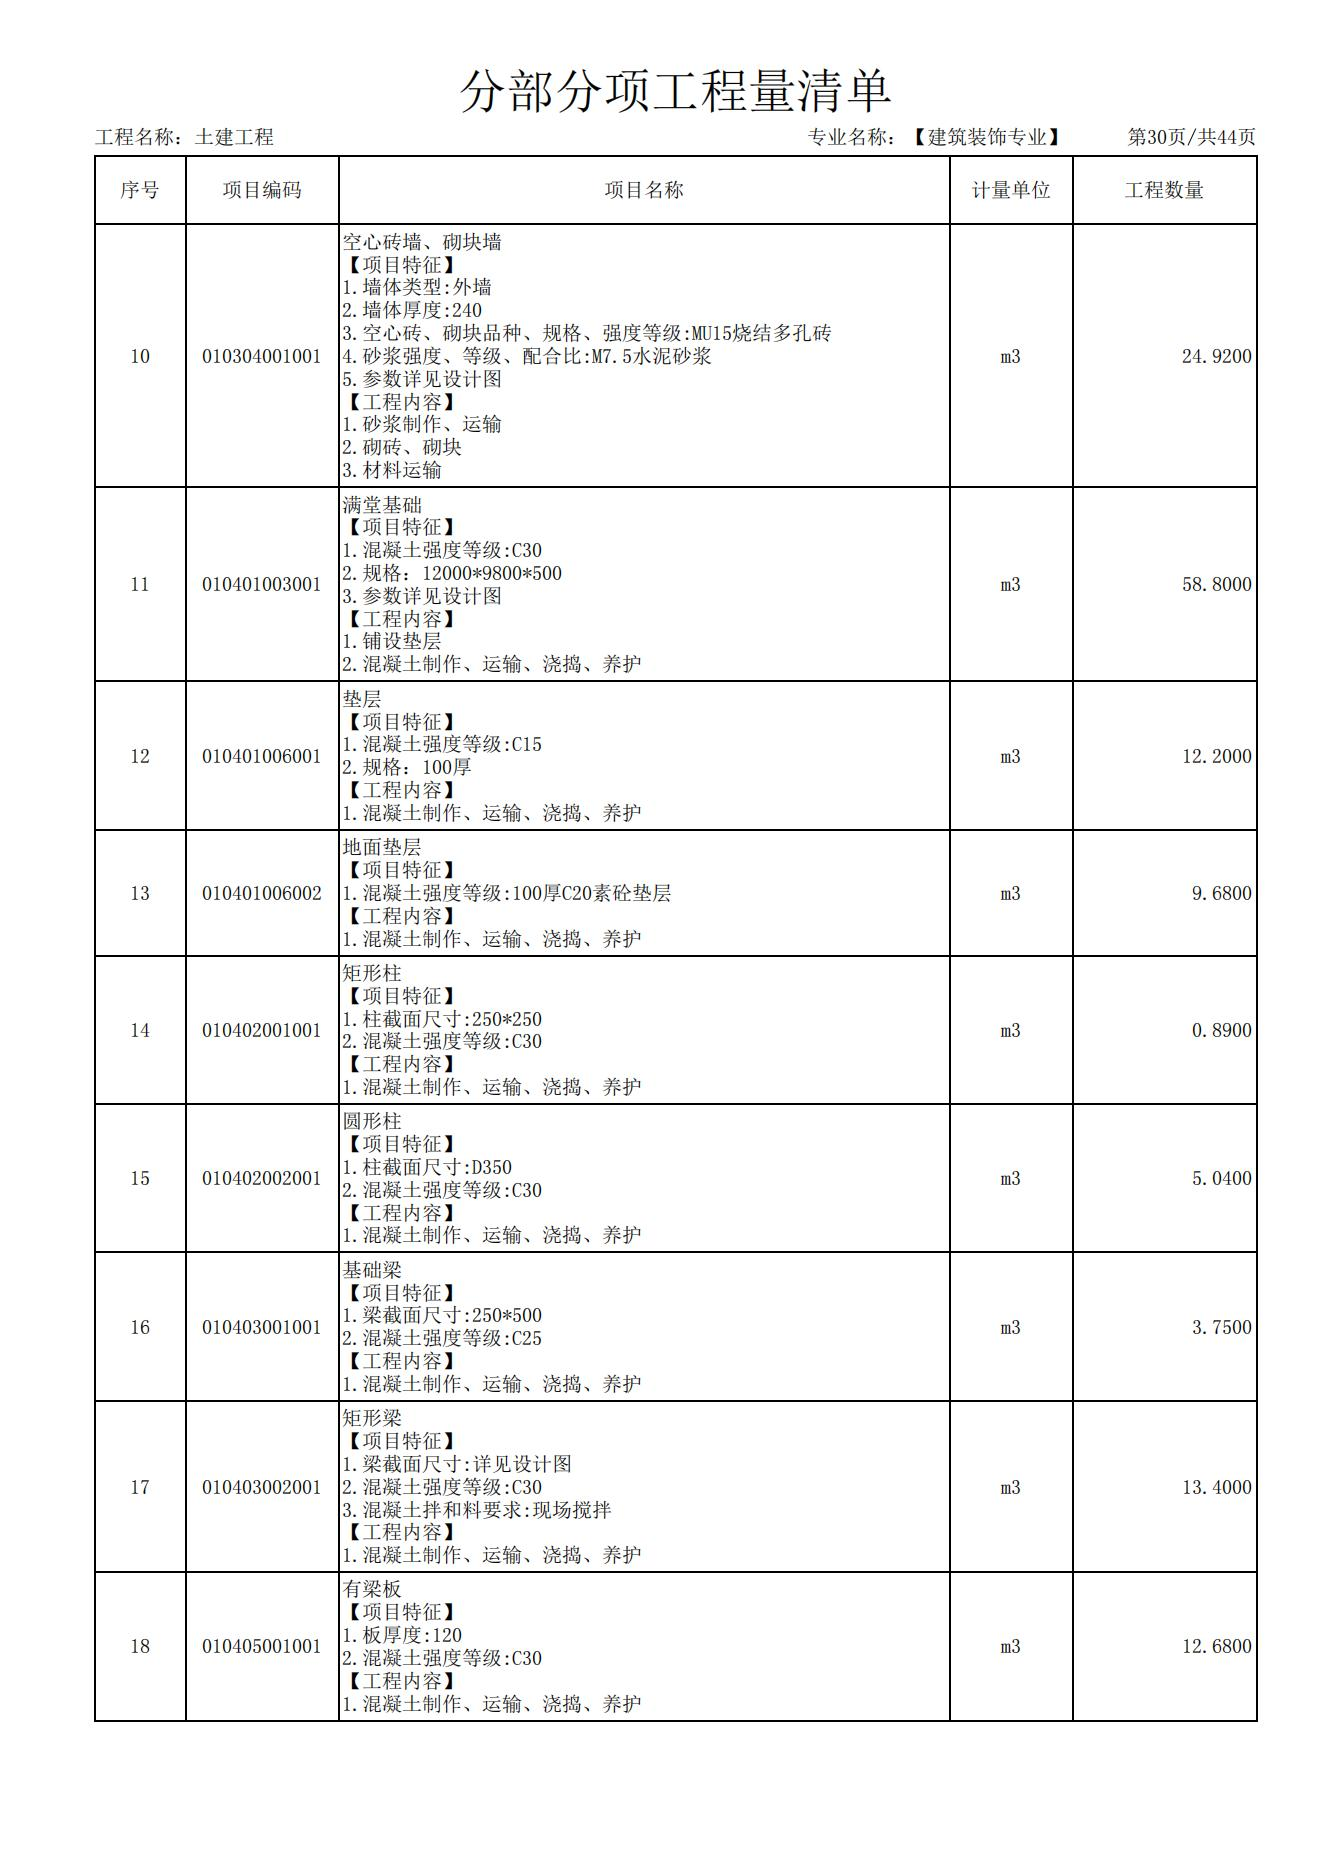 分部分项工程量清单
工程名称：土建工程 专业名称：【建筑装饰专业】 第30页/共44页
序号 项目编码 项目名称 计量单位 工程数量
空心砖墙、砌块墙
【项目特征】
1.墙体类型:外墙
2.墙体厚度:240
3.空心砖、砌块品种、规格、强度等级:MU15烧结多孔砖
10 010304001001 4.砂浆强度、等级、配合比:M7.5水泥砂浆 m3 24.9200
5.参数详见设计图
【工程内容】
1.砂浆制作、运输
2.砌砖、砌块
3.材料运输
满堂基础
【项目特征】
1.混凝土强度等级:C30
2.规格：12000*9800*500
11 010401003001 3.参数详见设计图 m3 58.8000
【工程内容】
1.铺设垫层
2.混凝土制作、运输、浇捣、养护
垫层
【项目特征】
1.混凝土强度等级:C15
12 010401006001 2.规格：100厚 m3 12.2000
【工程内容】
1.混凝土制作、运输、浇捣、养护
地面垫层
【项目特征】
13 010401006002 1.混凝土强度等级:100厚C20素砼垫层 m3 9.6800
【工程内容】
1.混凝土制作、运输、浇捣、养护
矩形柱
【项目特征】
1.柱截面尺寸:250*250
14 010402001001 2.混凝土强度等级:C30 m3 0.8900
【工程内容】
1.混凝土制作、运输、浇捣、养护
圆形柱
【项目特征】
1.柱截面尺寸:D350
15 010402002001 2.混凝土强度等级:C30 m3 5.0400
【工程内容】
1.混凝土制作、运输、浇捣、养护
基础梁
【项目特征】
1.梁截面尺寸:250*500
16 010403001001 2.混凝土强度等级:C25 m3 3.7500
【工程内容】
1.混凝土制作、运输、浇捣、养护
矩形梁
【项目特征】
1.梁截面尺寸:详见设计图
17 010403002001 2.混凝土强度等级:C30 m3 13.4000
3.混凝土拌和料要求:现场搅拌
【工程内容】
1.混凝土制作、运输、浇捣、养护
有梁板
【项目特征】
1.板厚度:120
18 010405001001 2.混凝土强度等级:C30 m3 12.6800
【工程内容】
1.混凝土制作、运输、浇捣、养护